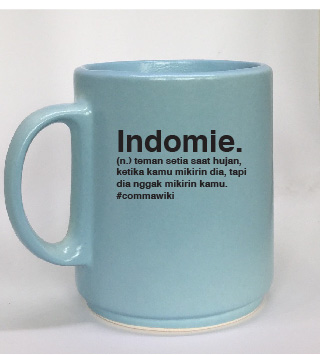 Indomie.
(n.) teman setia saat hujan,
ketika kamu mikirin dia, tapi
dia nggak mikirin kamu.
#commawiki